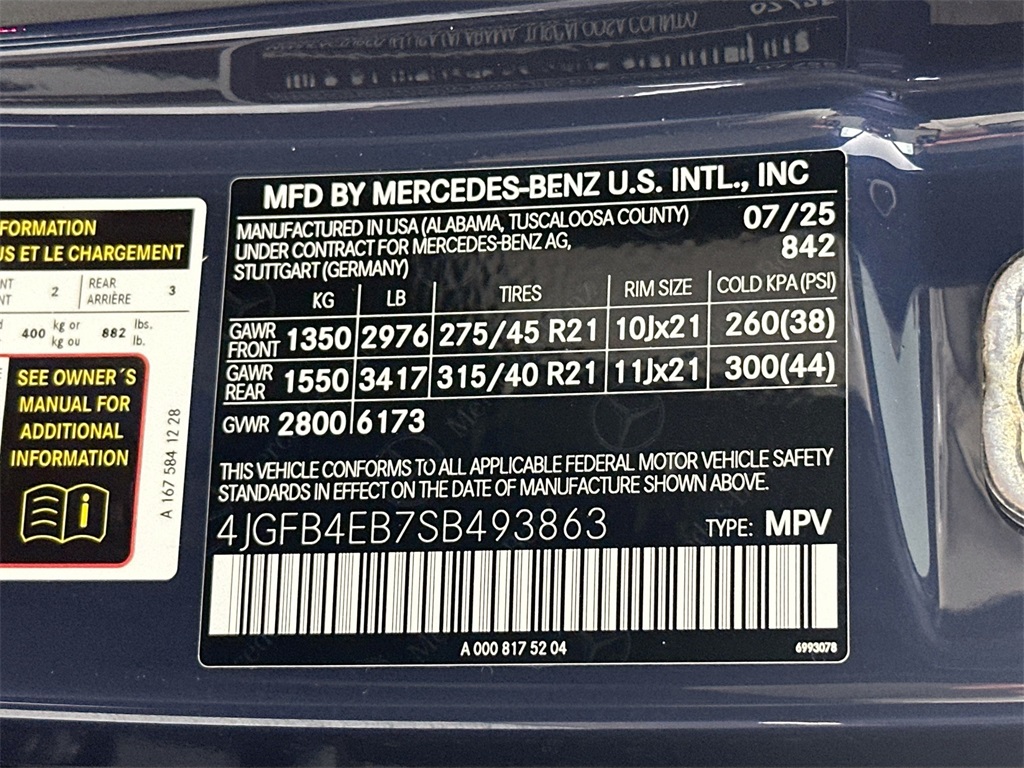 MFD BY MERCEDES-BENZ U.S. INTL., INC
MANUFACTURED IN USA (ALABAMA, TUSCALOOSA COUNTY) 07/25
UNDER CONTRACT FOR MERCEDES-BENZ AG, 842
STUTTGART (GERMANY)
KG LB TIRES RIM SIZE COLD KPA (PSI)
GAWR FRONT 1350 2976 275/45 R21 10Jx21 260(38)
GAWR REAR 1550 3417 315/40 R21 11Jx21 300(44)
GVWR 2800 6173
THIS VEHICLE CONFORMS TO ALL APPLICABLE FEDERAL MOTOR VEHICLE SAFETY
STANDARDS IN EFFECT ON THE DATE OF MANUFACTURE SHOWN ABOVE.
4JGFB4EB7SB493863 TYPE: MPV
A 000 817 52 04 6993078
FORMATION
US ET LE CHARGEMENT
NT 2 REAR 3
NT ARRIÈRE
400 kg or 882 lbs.
kg ou lb.
SEE OWNER´S
MANUAL FOR
ADDITIONAL
INFORMATION
i
A 167 584 12 28